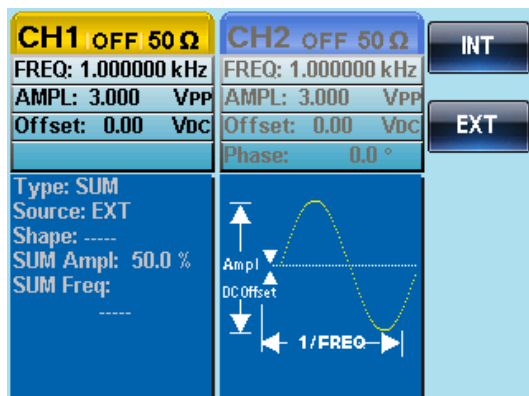 CH1 OFF 50 Ω
FREQ: 1.000000 kHz
AMPL: 3.000 VPP
Offset: 0.00 VDC
Type: SUM
Source: EXT
Shape: -----
SUM Ampl: 50.0 %
SUM Freq:
-----
CH2 OFF 50 Ω
FREQ: 1.000000 kHz
AMPL: 3.000 VPP
Offset: 0.00 VDC
Phase: 0.0 °
Ampl
DC Offset
1/FREQ
INT
EXT